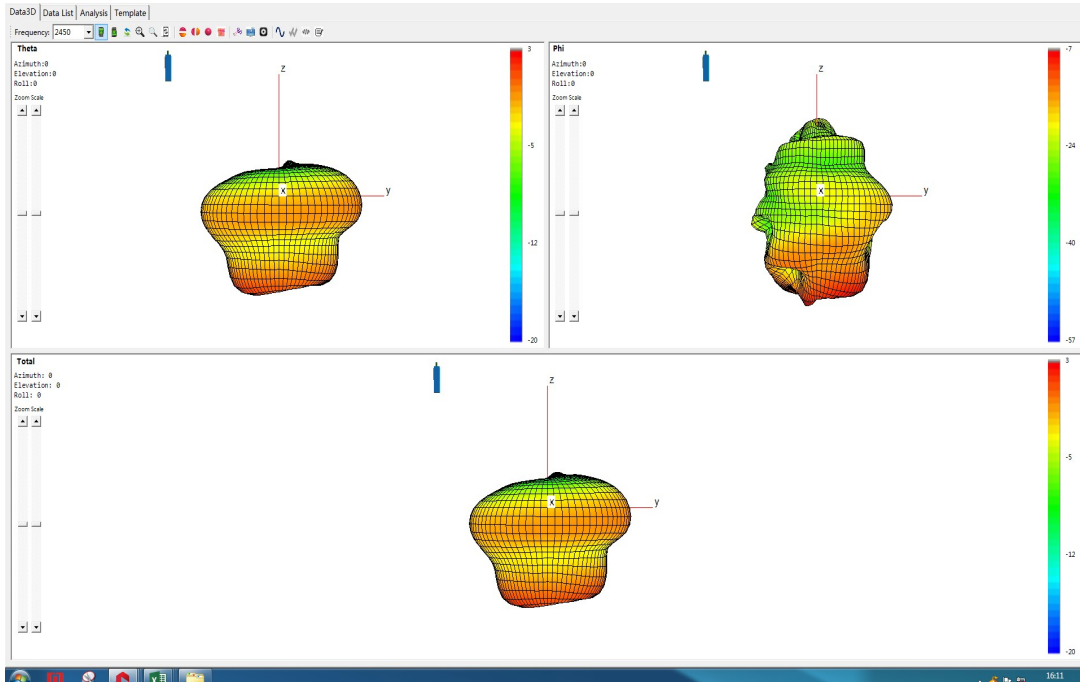 Data3D Data List Analysis Template
Frequency: 2450
Theta
Azimuth:0
Elevation:0
Roll:0
Zoom Scale
z
x
y
3
-5
-12
-20
Phi
Azimuth:0
Elevation:0
Roll:0
Zoom Scale
z
x
y
-7
-24
-40
-57
Total
Azimuth: 0
Elevation: 0
Roll: 0
Zoom Scale
z
x
y
3
-5
-12
-20
16:11